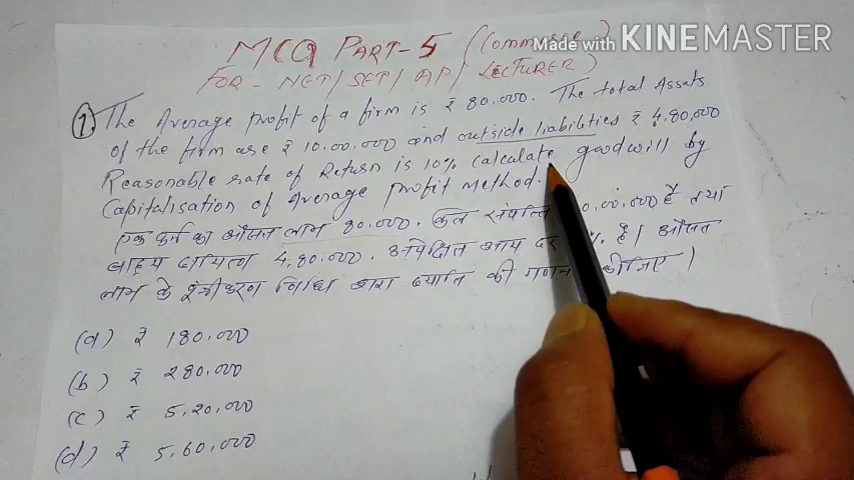 MCQ PART-5 (Commerce)
Made with KINEMASTER
FOR - NET/SET/AP/LECTURER)
1. The Average profit of a firm is ₹ 80.000. The total Assets
of the firm are ₹ 10.00.000 and outside liabilities ₹ 4.80.000
Reasonable rate of Return is 10% calculate goodwill by
Capitalisation of Average profit method.
एक फर्म का औसत लाभ 80.000. कुल संपत्ति 0.00.000 है तथा
बाह्य दायित्व 4.80.000. अपेक्षित आय दर % है। औसत
लाभ के पूंजीकरण विधि द्वारा ख्याति की गणना कीजिए।
(a) ₹ 180.000
(b) ₹ 280.000
(c) ₹ 5.20.000
(d) ₹ 5.60.000